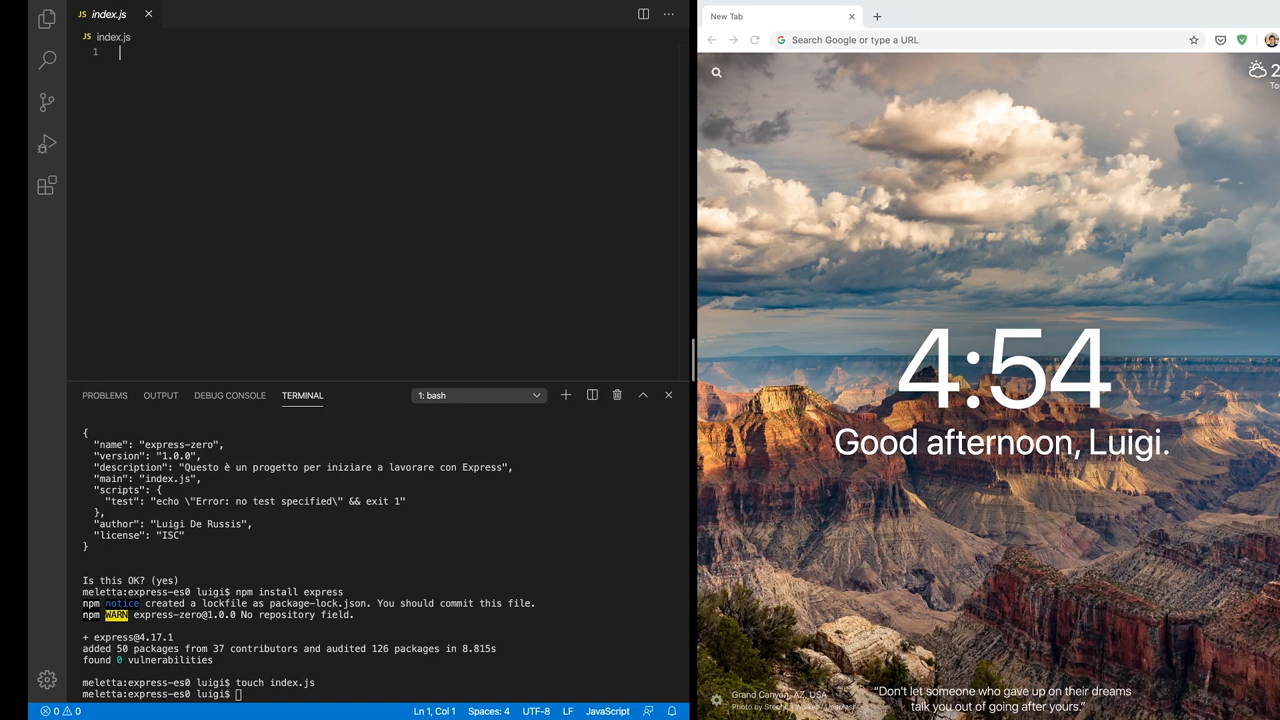 JS index.js
JS index.js
1
PROBLEMS OUTPUT DEBUG CONSOLE TERMINAL 1: bash
{
"name": "express-zero",
"version": "1.0.0",
"description": "Questo è un progetto per iniziare a lavorare con Express",
"main": "index.js",
"scripts": {
"test": "echo \"Error: no test specified\" && exit 1"
},
"author": "Luigi De Russis",
"license": "ISC"
}
Is this OK? (yes)
meletta:express-es0 luigi$ npm install express
npm notice created a lockfile as package-lock.json. You should commit this file.
npm WARN express-zero@1.0.0 No repository field.
+ express@4.17.1
added 50 packages from 37 contributors and audited 126 packages in 8.815s
found 0 vulnerabilities
meletta:express-es0 luigi$ touch index.js
meletta:express-es0 luigi$
0 0 Ln 1, Col 1 Spaces: 4 UTF-8 LF JavaScript
New Tab
Search Google or type a URL
2
To
4:54
Good afternoon, Luigi.
Grand Canyon, AZ, USA
Photo by
"Don't let someone who gave up on their dreams
talk you out of going after yours."